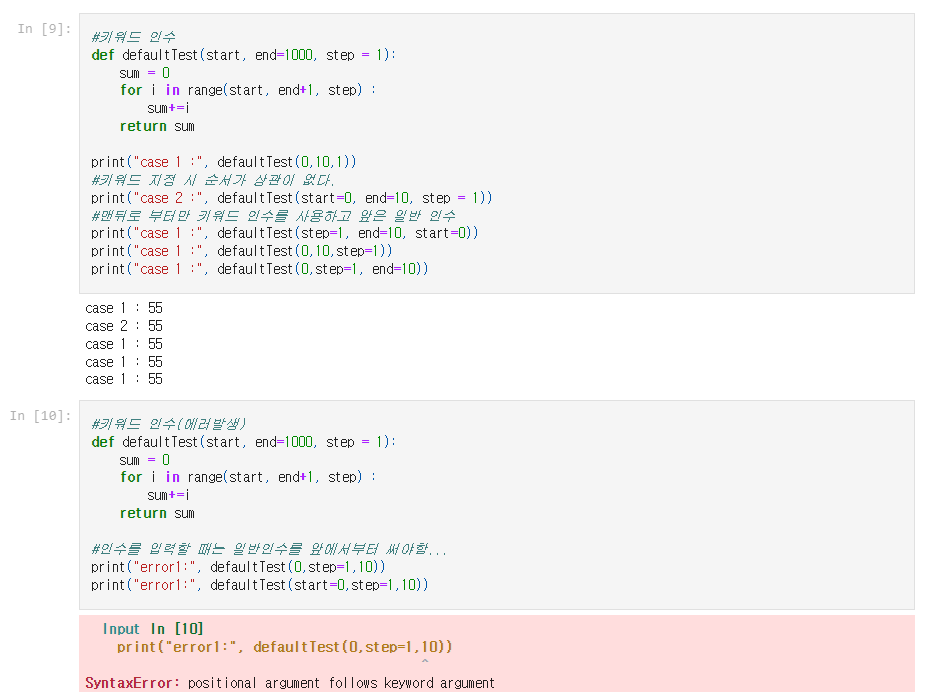 In [9]:
#키워드 인수
def defaultTest(start, end=1000, step = 1):
sum = 0
for i in range(start, end+1, step) :
sum+=i
return sum
print("case 1 :", defaultTest(0,10,1))
#키워드 지정 시 순서가 상관이 없다.
print("case 2 :", defaultTest(start=0, end=10, step = 1))
#맨뒤로 부터만 키워드 인수를 사용하고 앞은 일반 인수
print("case 1 :", defaultTest(step=1, end=10, start=0))
print("case 1 :", defaultTest(0,10,step=1))
print("case 1 :", defaultTest(0,step=1, end=10))
case 1 : 55
case 2 : 55
case 1 : 55
case 1 : 55
case 1 : 55
In [10]:
#키워드 인수(에러발생)
def defaultTest(start, end=1000, step = 1):
sum = 0
for i in range(start, end+1, step) :
sum+=i
return sum
#인수를 입력할 때는 일반인수를 앞에서부터 써야함...
print("error1:", defaultTest(0,step=1,10))
print("error1:", defaultTest(start=0,step=1,10))
Input In [10]
print("error1:", defaultTest(0,step=1,10))
^
SyntaxError: positional argument follows keyword argument